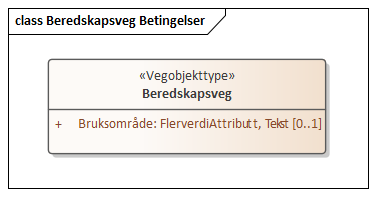 class Beredskapsveg Betingelser
«Vegobjekttype»
Beredskapsveg
+ Bruksområde: FlerverdiAttributt, Tekst [0..1]